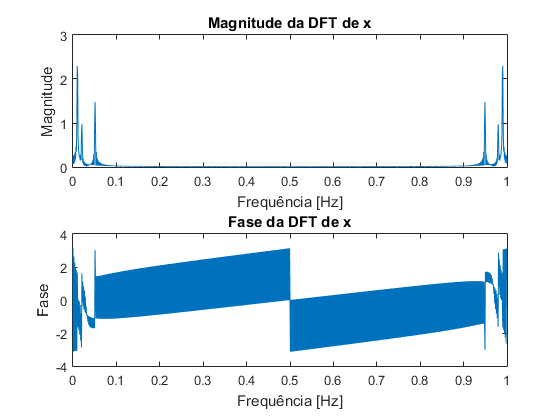 Magnitude da DFT de x
3
2
1
0
Magnitude
0 0.1 0.2 0.3 0.4 0.5 0.6 0.7 0.8 0.9 1
Frequência [Hz]
Fase da DFT de x
4
2
0
-2
-4
Fase
0 0.1 0.2 0.3 0.4 0.5 0.6 0.7 0.8 0.9 1
Frequência [Hz]